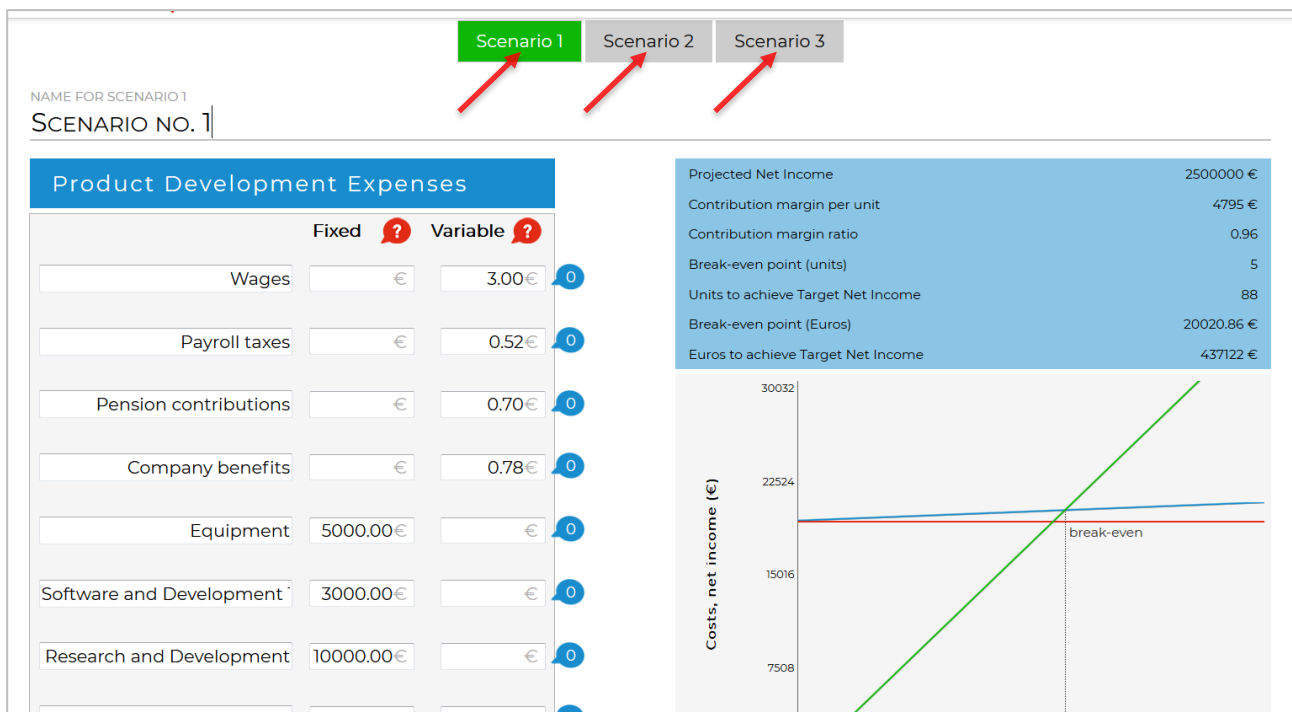 Scenario 1 Scenario 2 Scenario 3
NAME FOR SCENARIO 1
SCENARIO NO. 1
Product Development Expenses
Fixed ? Variable ?
Wages € 3.00€ 0
Payroll taxes € 0.52€ 0
Pension contributions € 0.70€ 0
Company benefits € 0.78€ 0
Equipment 5000.00€ € 0
Software and Development € 3000.00€ € 0
Research and Development 10000.00€ € 0
Projected Net Income 2500000 €
Contribution margin per unit 4795 €
Contribution margin ratio 0.96
Break-even point (units) 5
Units to achieve Target Net Income 88
Break-even point (Euros) 20020.86 €
Euros to achieve Target Net Income 437122 €
30032
22524
15016
7508
Costs, net income (€)
break-even